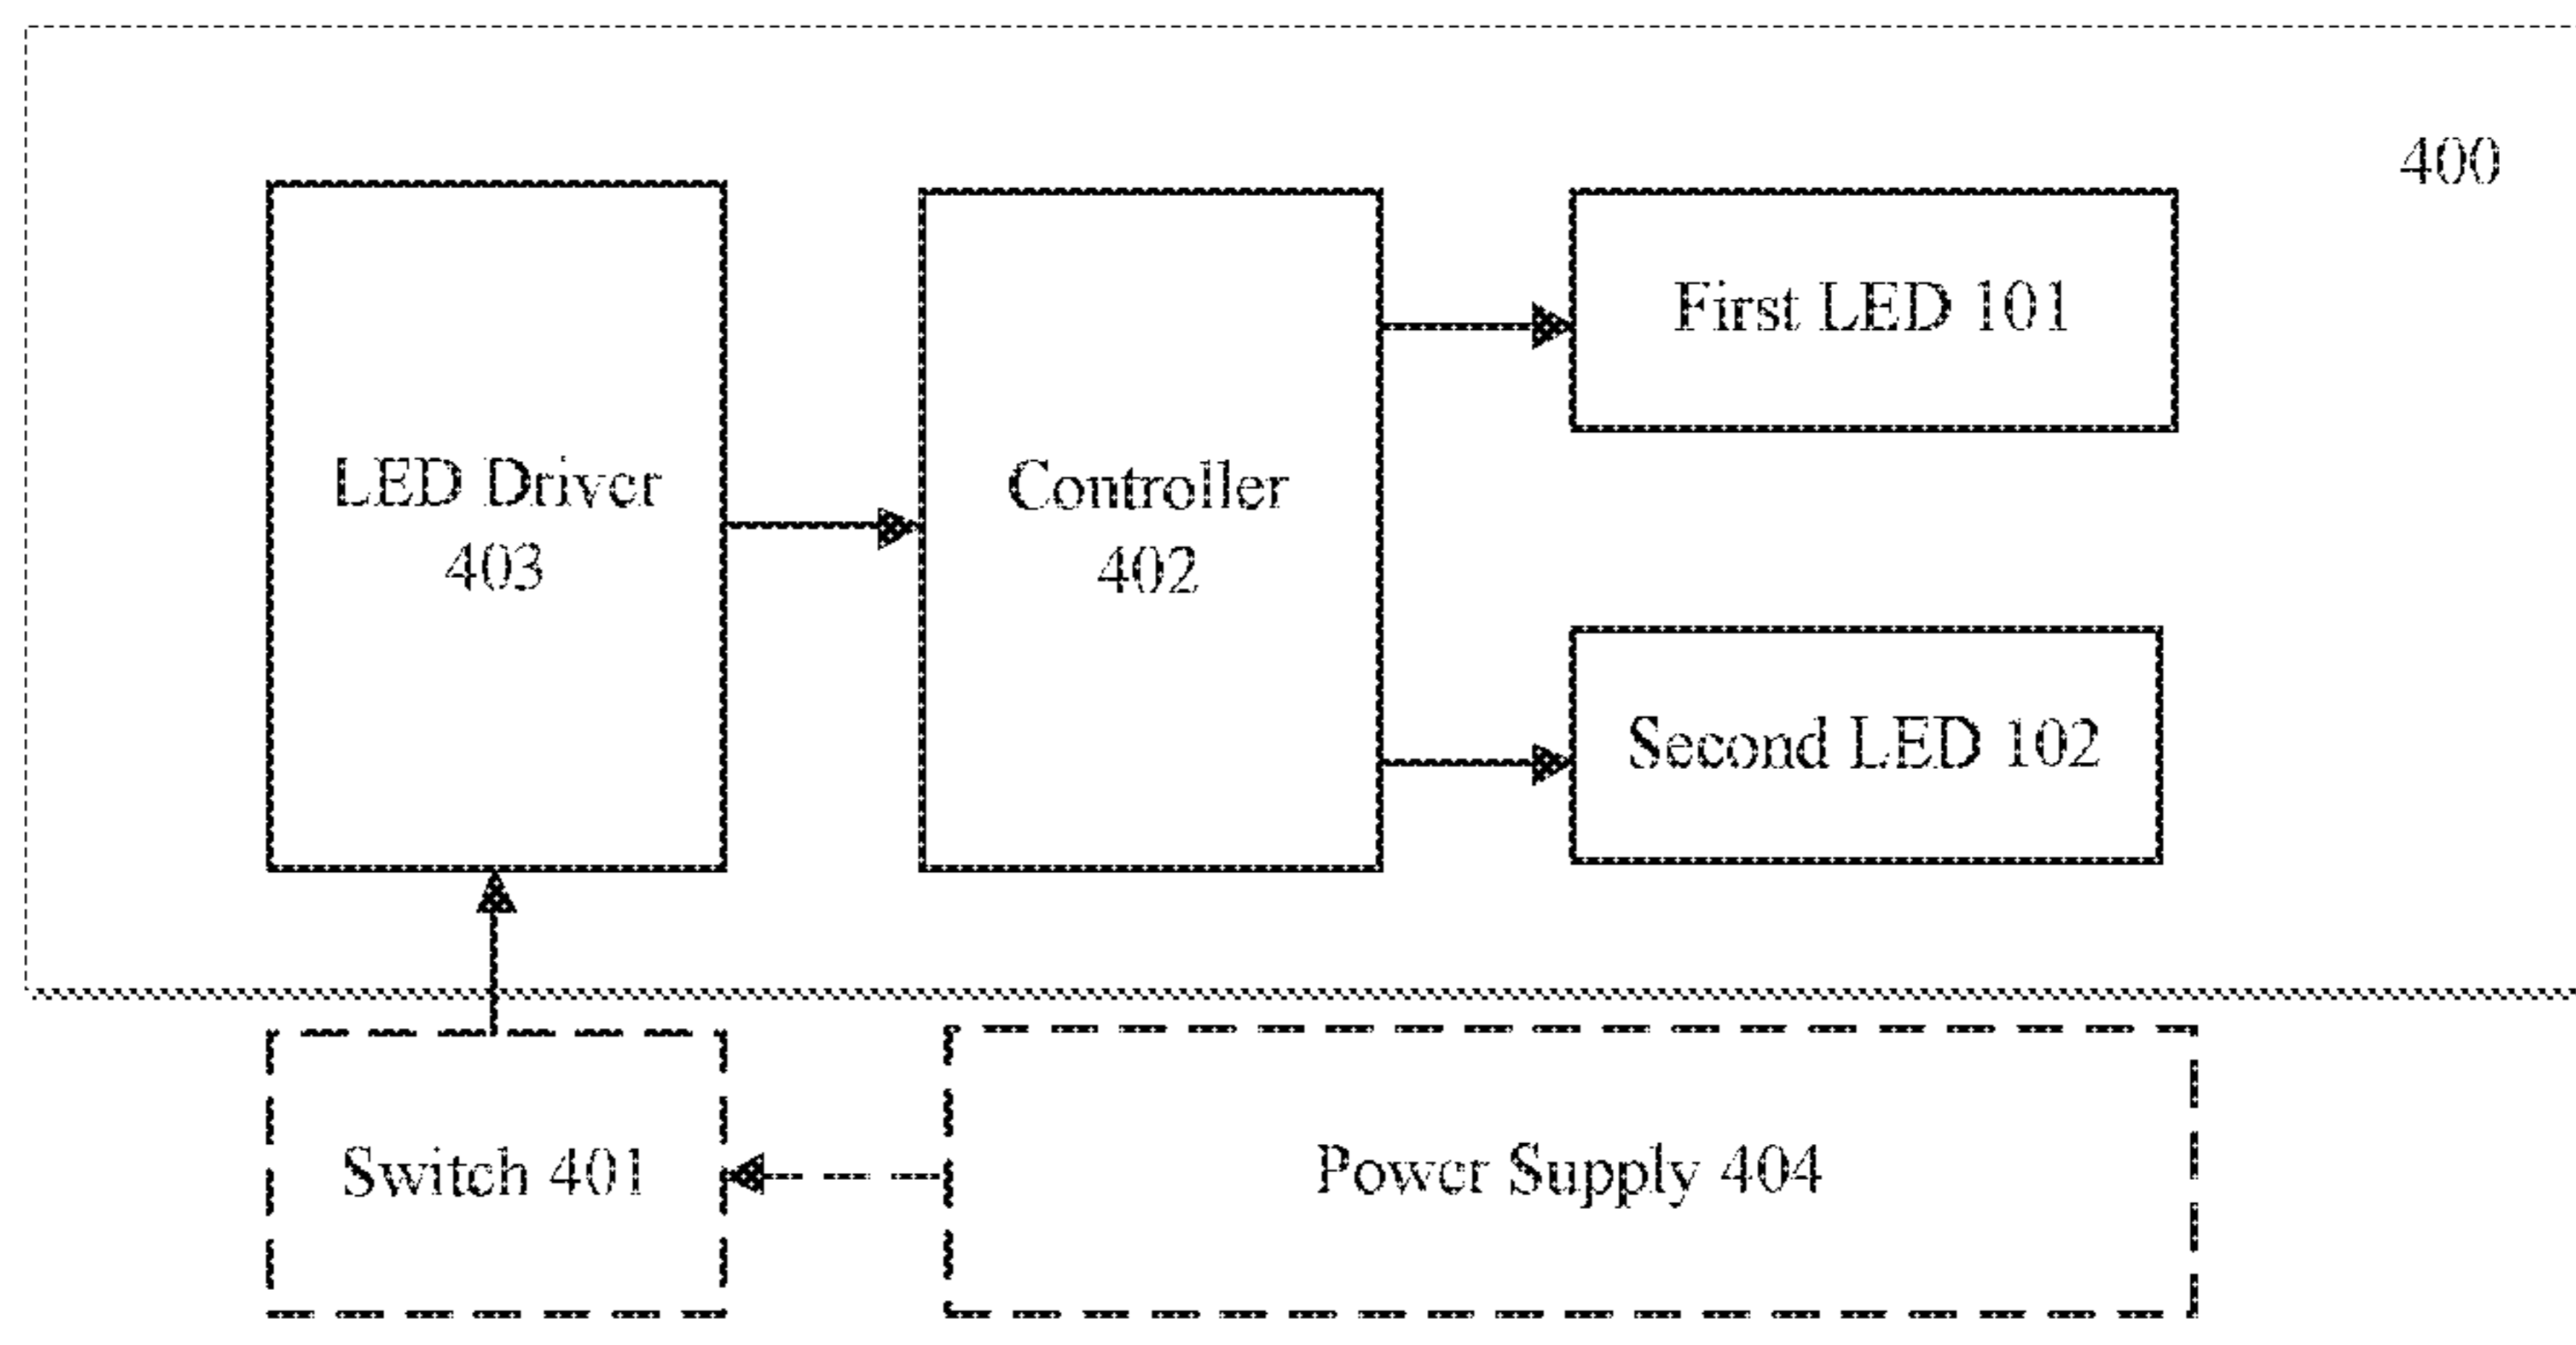 400
LED Driver
403
Controller
402
First LED 101
Second LED 102
Switch 401
Power Supply 404